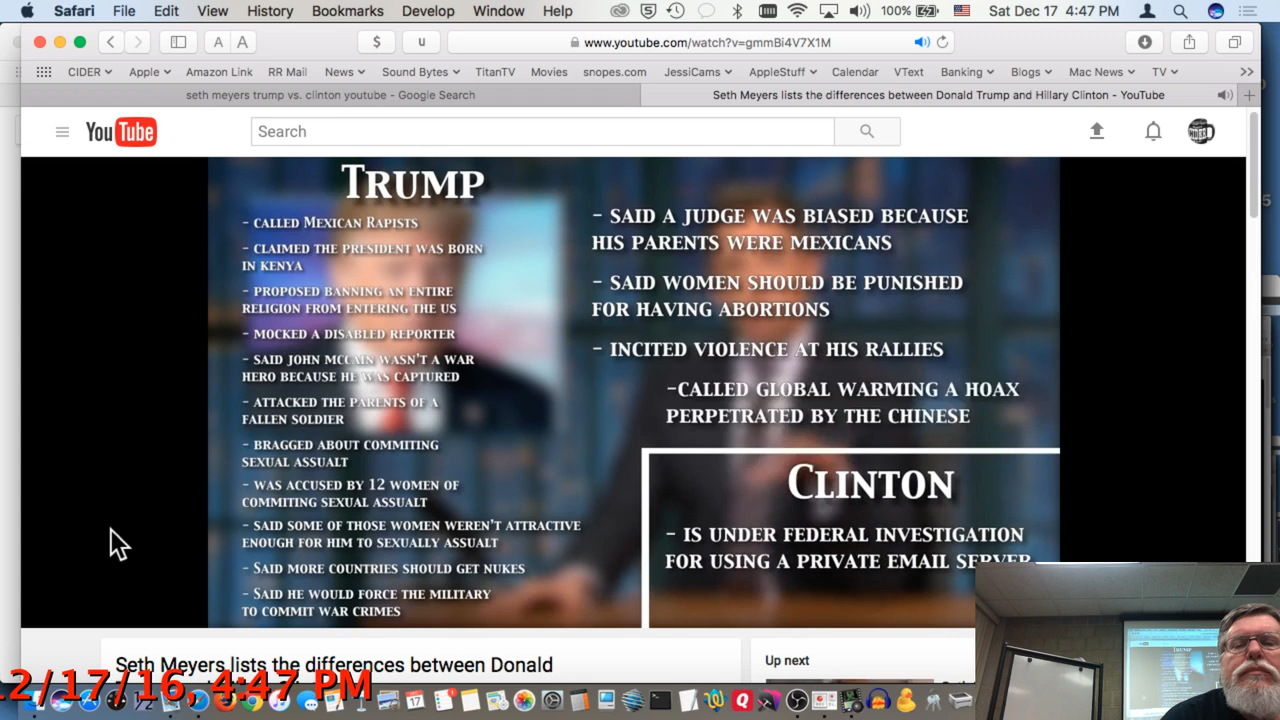 Safari File Edit View History Bookmarks Develop Window Help 100% Sat Dec 17 4:47 PM
A A $ u www.youtube.com/watch?v=gmmBi4V7X1M
CIDER Apple Amazon Link RR Mail News Sound Bytes TitanTV Movies snopes.com JessiCams AppleStuff Calendar VText Banking Blogs Mac News TV
seth meyers trump vs. clinton youtube - Google Search Seth Meyers lists the differences between Donald Trump and Hillary Clinton - YouTube
YouTube Search
TRUMP
- CALLED MEXICAN RAPISTS
- CLAIMED THE PRESIDENT WAS BORN
IN KENYA
- PROPOSED BANNING AN ENTIRE
RELIGION FROM ENTERING THE US
- MOCKED A DISABLED REPORTER
- SAID JOHN MCCAIN WASN'T A WAR
HERO BECAUSE HE WAS CAPTURED
- ATTACKED THE PARENTS OF A
FALLEN SOLDIER
- BRAGGED ABOUT COMMITING
SEXUAL ASSUALT
- WAS ACCUSED BY 12 WOMEN OF
COMMITING SEXUAL ASSUALT
- SAID SOME OF THOSE WOMEN WEREN'T ATTRACTIVE
ENOUGH FOR HIM TO SEXUALLY ASSUALT
- SAID MORE COUNTRIES SHOULD GET NUKES
- SAID HE WOULD FORCE THE MILITARY
TO COMMIT WAR CRIMES
- SAID A JUDGE WAS BIASED BECAUSE
HIS PARENTS WERE MEXICANS
- SAID WOMEN SHOULD BE PUNISHED
FOR HAVING ABORTIONS
- INCITED VIOLENCE AT HIS RALLIES
-CALLED GLOBAL WARMING A HOAX
PERPETRATED BY THE CHINESE
CLINTON
- IS UNDER FEDERAL INVESTIGATION
FOR USING A PRIVATE EMAIL SERVER
Seth Meyers lists the differences between Donald
Up next
2/17/16, 4:47 PM